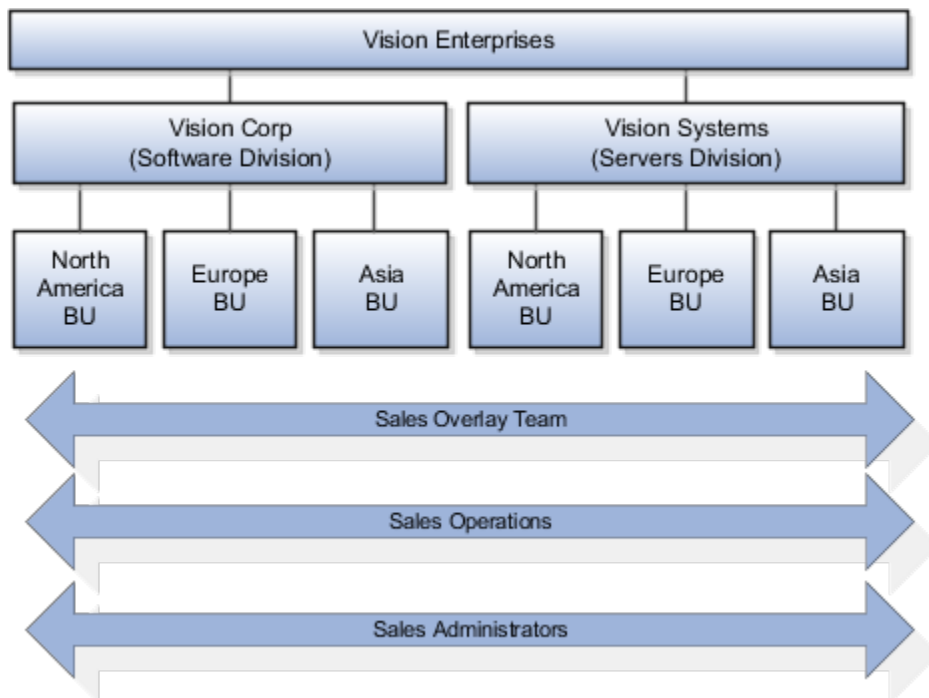 Vision Enterprises
Vision Corp
(Software Division)
Vision Systems
(Servers Division)
North
America
BU
Europe
BU
Asia
BU
North
America
BU
Europe
BU
Asia
BU
Sales Overlay Team
Sales Operations
Sales Administrators